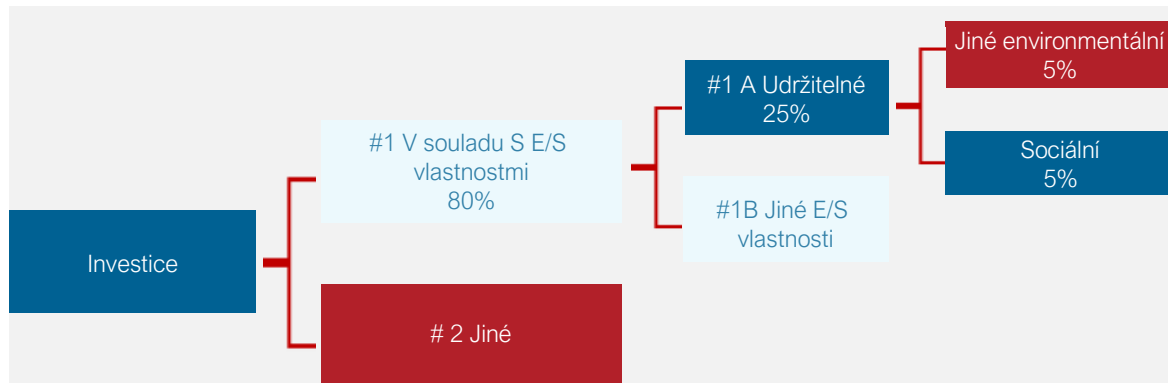 Investice
#1 V souladu S E/S
vlastnostmi
80%
# 2 Jiné
#1 A Udržitelné
25%
#1B Jiné E/S
vlastnosti
Jiné environmentální
5%
Sociální
5%